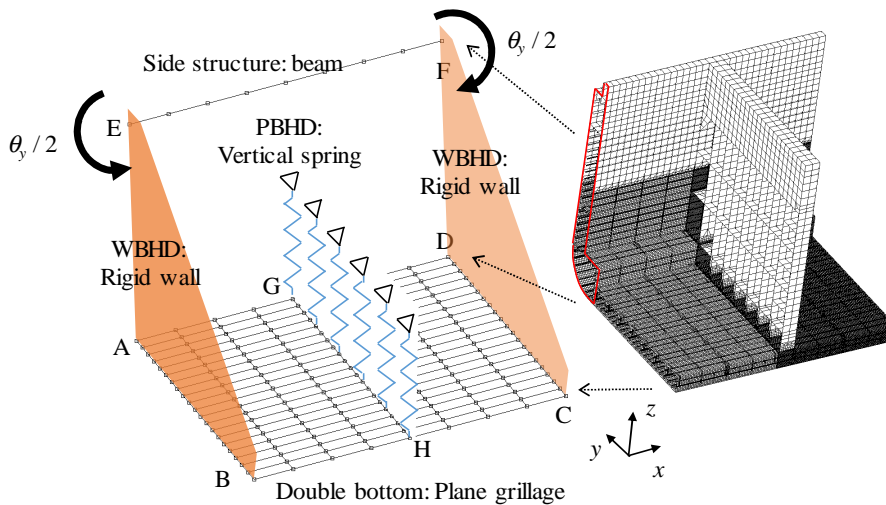 θy / 2
Side structure: beam
F
E
PBHD:
Vertical spring
θy / 2
WBHD:
Rigid wall
D
WBHD:
Rigid wall
G
A
C
z
y
x
H
B
Double bottom: Plane grillage